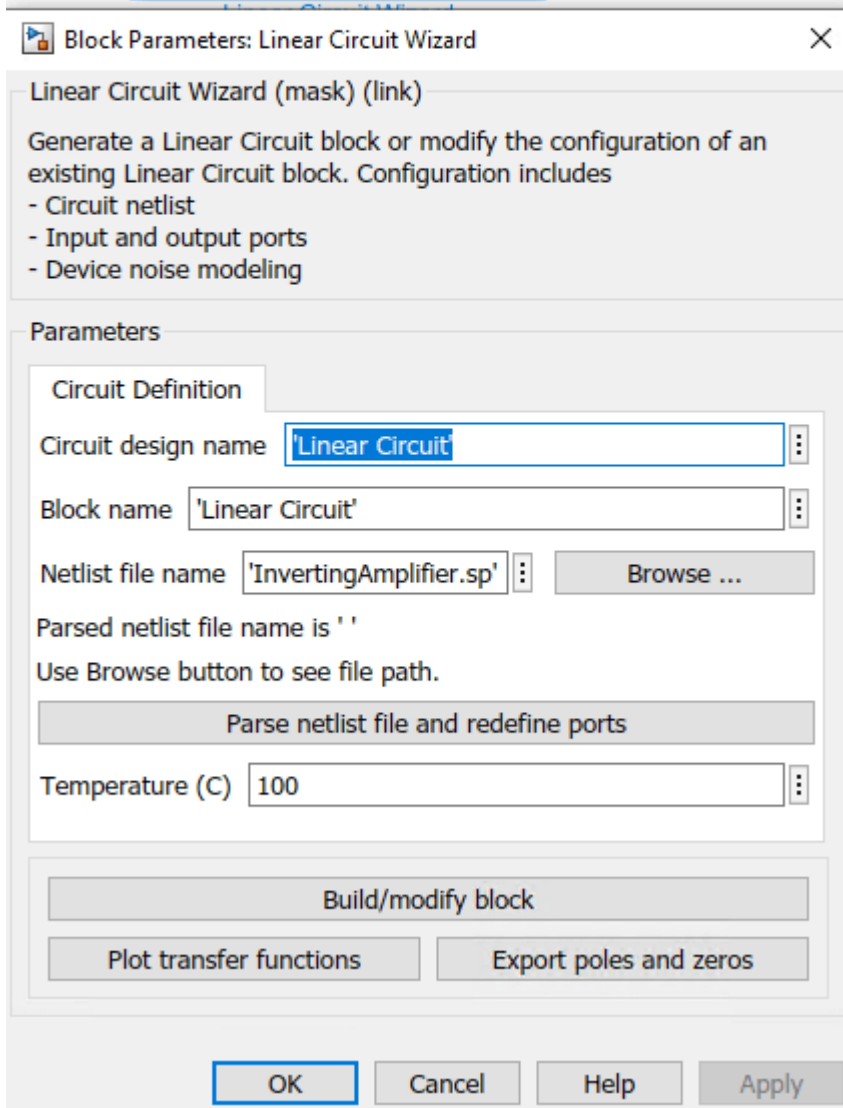 Linear Circuit Wizard
Block Parameters: Linear Circuit Wizard
Linear Circuit Wizard (mask) (link)
Generate a Linear Circuit block or modify the configuration of an
existing Linear Circuit block. Configuration includes
- Circuit netlist
- Input and output ports
- Device noise modeling
Parameters
Circuit Definition
Circuit design name 'Linear Circuit'
Block name 'Linear Circuit'
Netlist file name 'InvertingAmplifier.sp' Browse ...
Parsed netlist file name is ' '
Use Browse button to see file path.
Parse netlist file and redefine ports
Temperature (C) 100
Build/modify block
Plot transfer functions Export poles and zeros
OK Cancel Help Apply